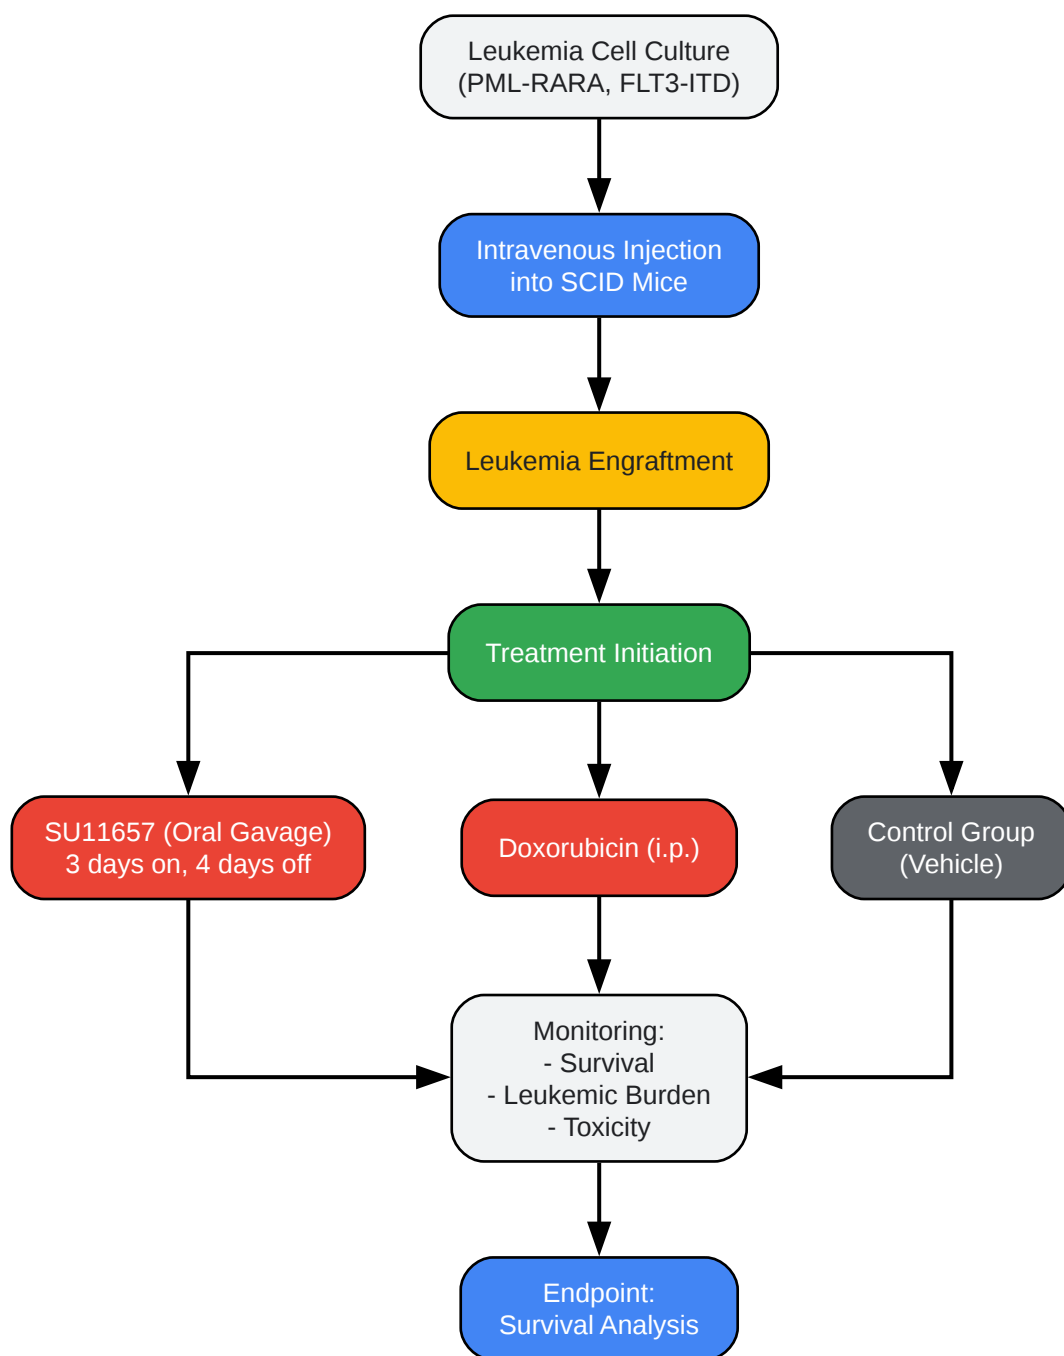 Leukemia Cell Culture
(PML-RARA, FLT3-ITD)
Intravenous Injection
into SCID Mice
Leukemia Engraftment
Treatment Initiation
SU11657 (Oral Gavage)
3 days on, 4 days off
Doxorubicin (i.p.)
Control Group
(Vehicle)
Monitoring:
- Survival
- Leukemic Burden
- Toxicity
Endpoint:
Survival Analysis